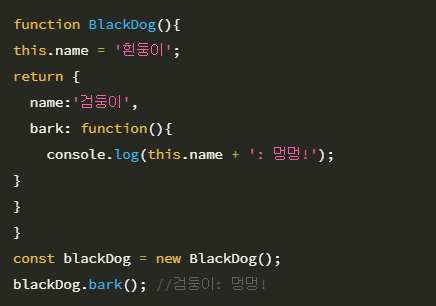 function BlackDog(){
this.name = '흰둥이';
return {
  name:'검둥이',
  bark: function(){
    console.log(this.name + ': 멍멍!');
}
}
}
const blackDog = new BlackDog();
blackDog.bark(); //검둥이: 멍멍!